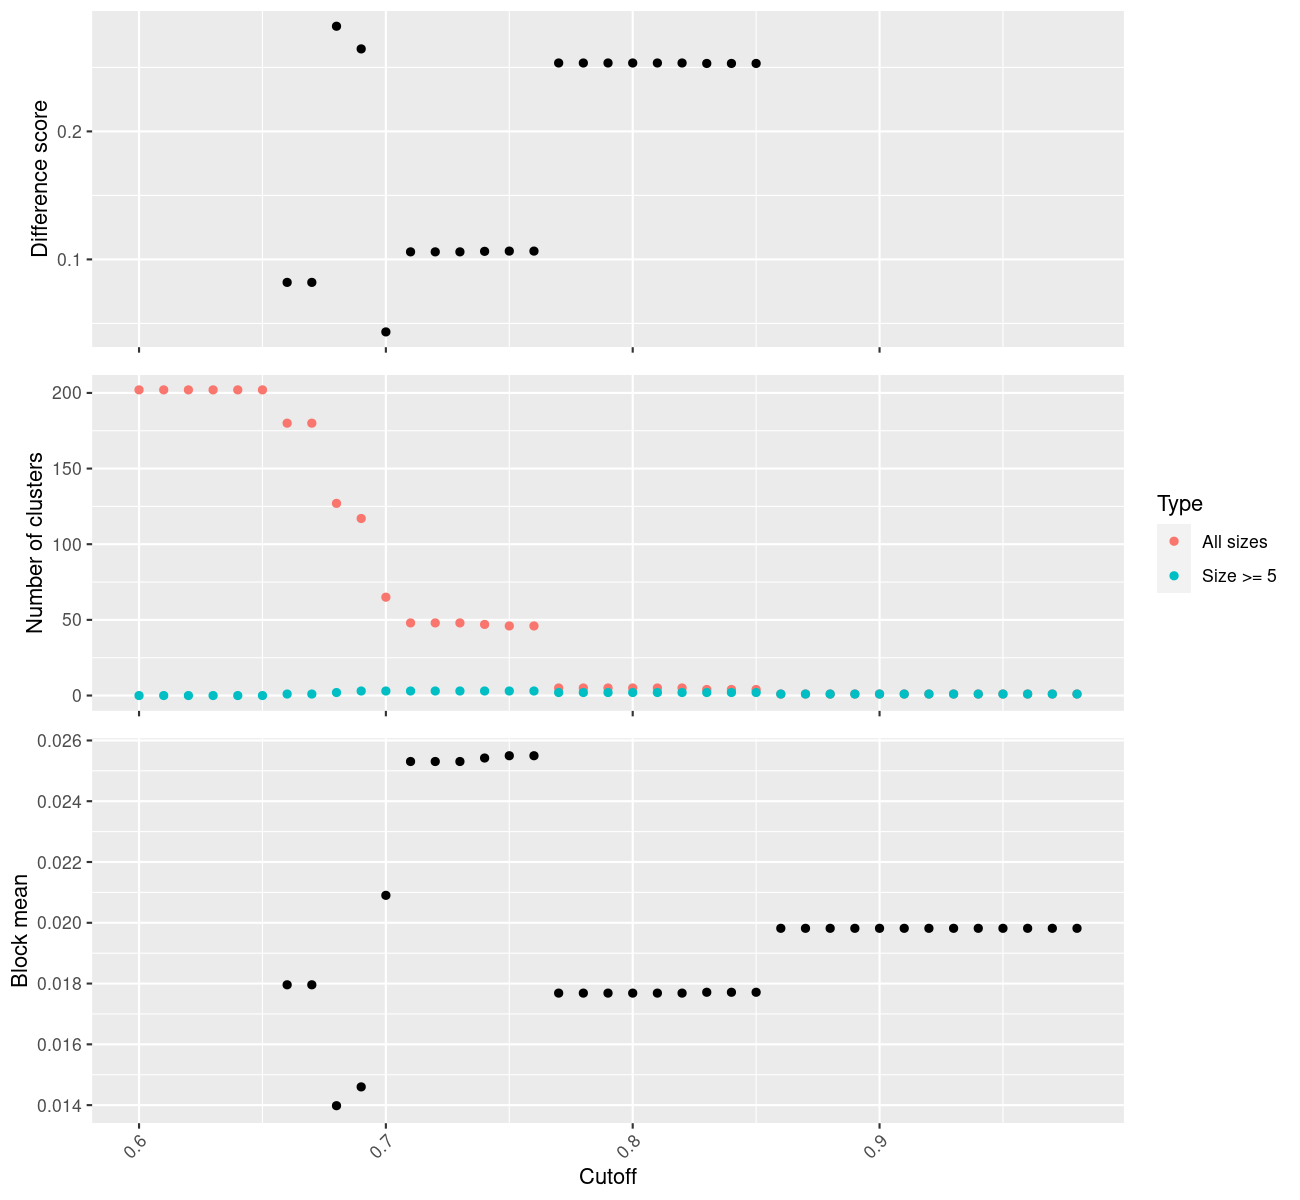 Difference score
0.2
0.1
Number of clusters
200
150
100
50
0
Type
All sizes
Size >= 5
Block mean
0.026
0.024
0.022
0.020
0.018
0.016
0.014
0.6
0.7
0.8
0.9
Cutoff